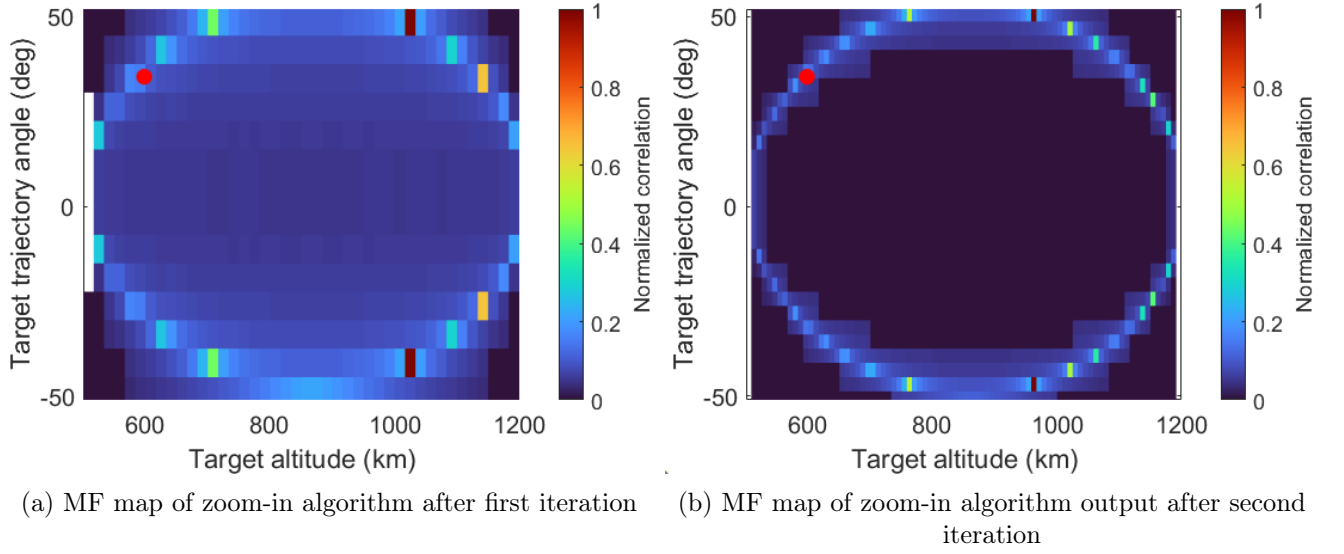 50
0
-50
Target trajectory angle (deg)
600
800
1000
1200
Target altitude (km)
1
0.8
0.6
0.4
0.2
0
Normalized correlation
(a) MF map of zoom-in algorithm after first iteration
50
0
-50
Target trajectory angle (deg)
600
800
1000
1200
Target altitude (km)
1
0.8
0.6
0.4
0.2
0
Normalized correlation
(b) MF map of zoom-in algorithm output after second
iteration